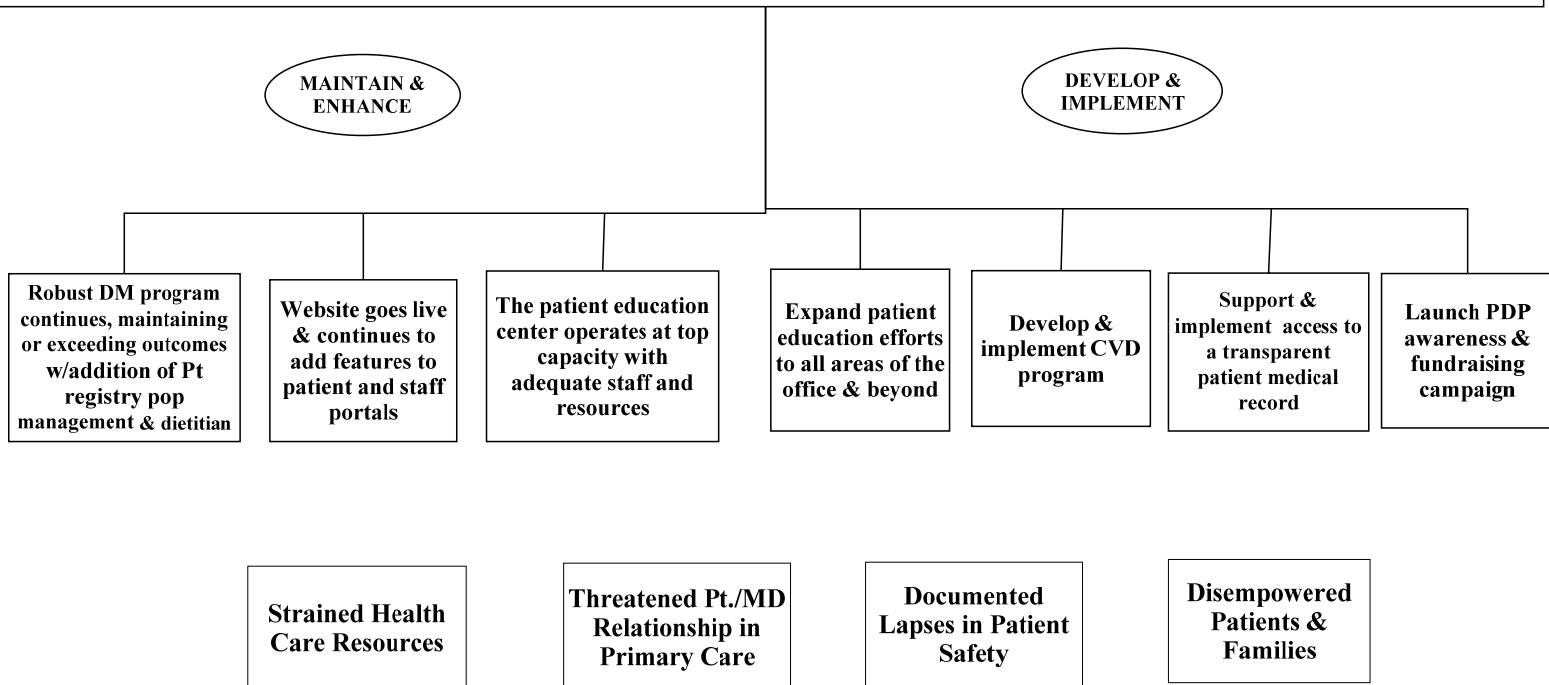 MAINTAIN &
ENHANCE
DEVELOP &
IMPLEMENT
Robust DM program
continues, maintaining
or exceeding outcomes
w/addition of Pt
registry pop
management & dietitian
Website goes live
& continues to
add features to
patient and staff
portals
The patient education
center operates at top
capacity with
adequate staff and
resources
Expand patient
education efforts
to all areas of the
office & beyond
Develop &
implement CVD
program
Support &
implement access to
a transparent
patient medical
record
Launch PDP
awareness &
fundraising
campaign
Strained Health
Care Resources
Threatened Pt./MD
Relationship in
Primary Care
Documented
Lapses in Patient
Safety
Disempowered
Patients &
Families